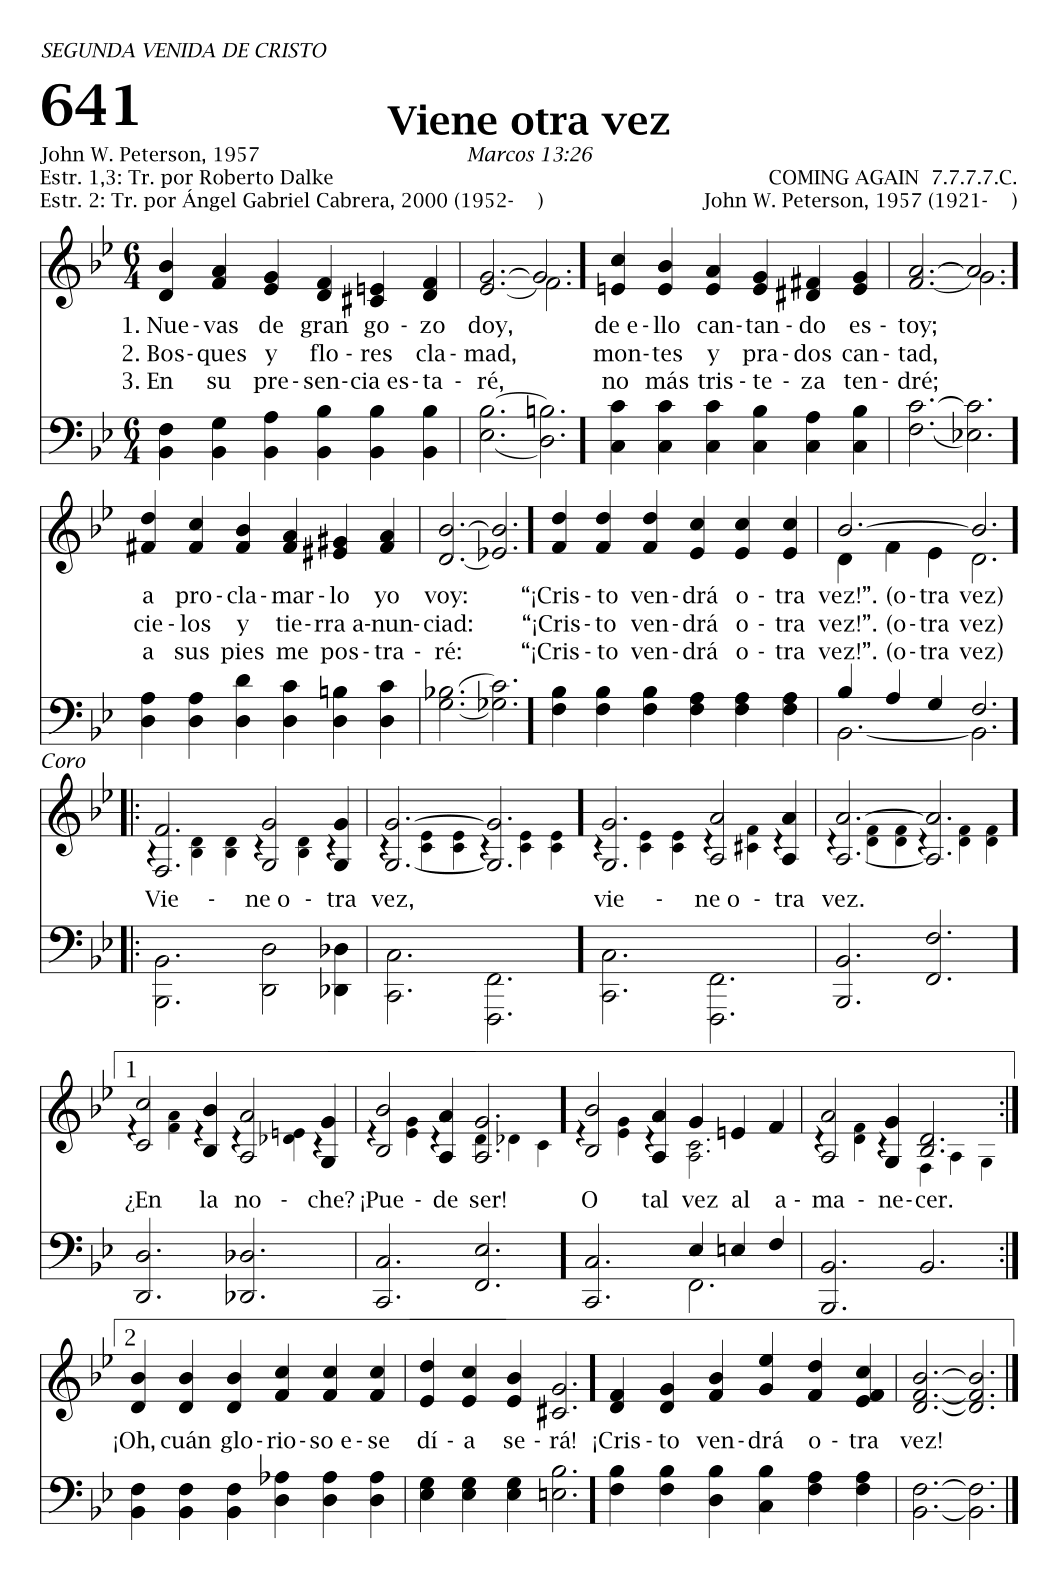 SEGUNDA VENIDA DE CRISTO
641
Viene otra vez
John W. Peterson, 1957
Marcos 13:26
Estr. 1,3: Tr. por Roberto Dalke
COMING AGAIN 7.7.7.7.C.
Estr. 2: Tr. por Ángel Gabriel Cabrera, 2000 (1952- )
John W. Peterson, 1957 (1921- )
6 4
1. Nue - vas de gran go - zo doy, de e - llo can - tan - do es - toy;
2. Bos - ques y flo - res cla - mad, mon - tes y pra - dos can - tad,
3. En su pre - sen - cia es - ta - ré, no más tris - te - za ten - dré;
6 4
a pro - cla - mar - lo yo voy: “¡Cris - to ven - drá o - tra vez!”. (o - tra vez)
cie - los y tie - rra a - nun - ciad: “¡Cris - to ven - drá o - tra vez!”. (o - tra vez)
a sus pies me pos - tra - ré: “¡Cris - to ven - drá o - tra vez!”. (o - tra vez)
Coro
Vie - ne o - tra vez, vie - ne o - tra vez.
1
¿En la no - che? ¡Pue - de ser! O tal vez al a - ma - ne - cer.
2
¡Oh, cuán glo - rio - so e - se dí - a se - rá! ¡Cris - to ven - drá o - tra vez!